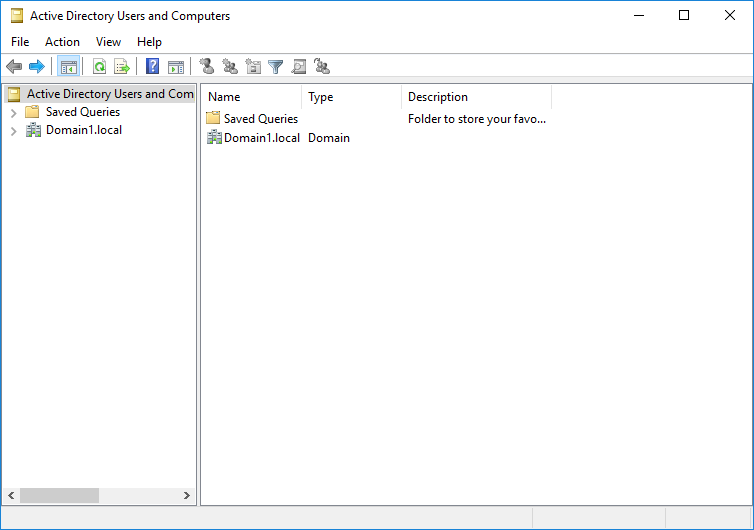 Active Directory Users and Computers
File Action View Help
Active Directory Users and Com
Saved Queries
Domain1.local
Name Type Description
Saved Queries Folder to store your favo...
Domain1.local Domain